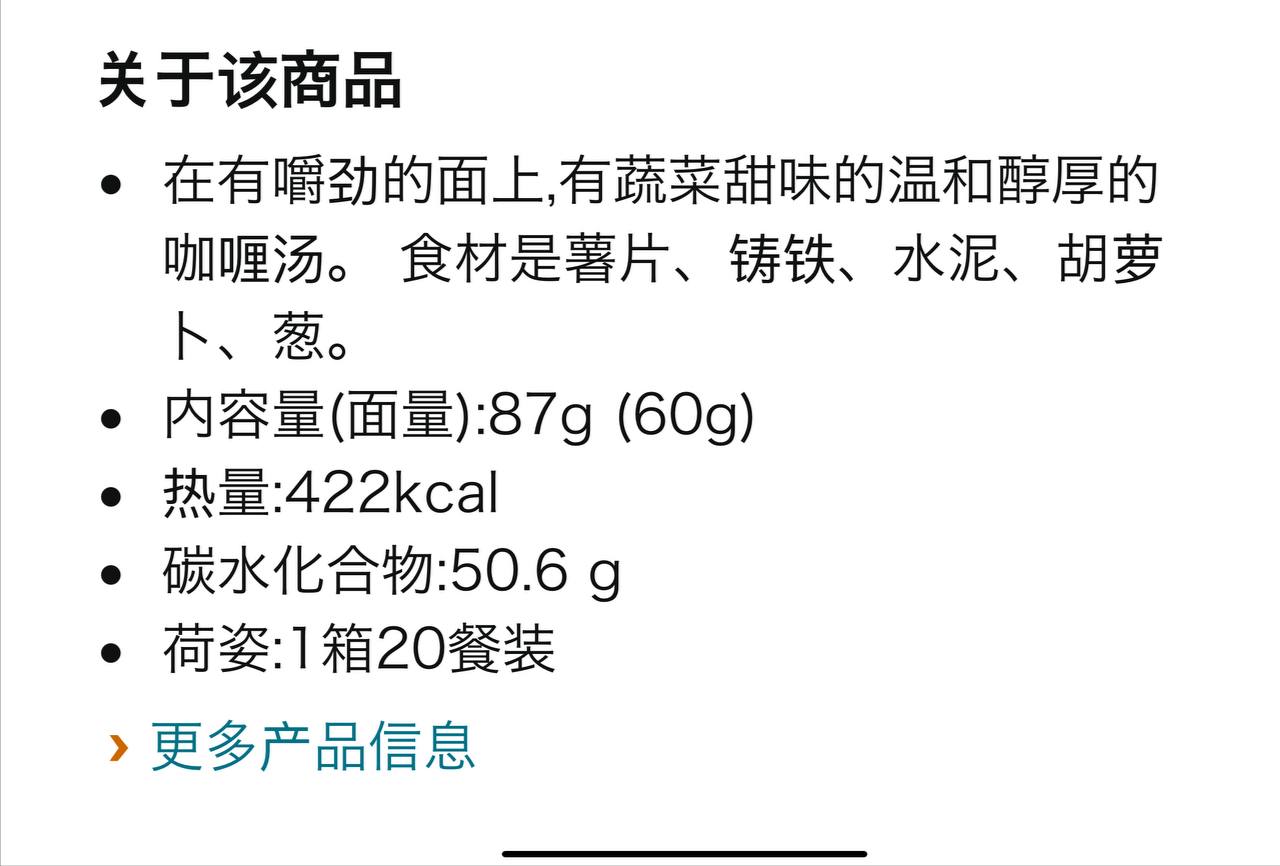 关于该商品
• 在有嚼劲的面上,有蔬菜甜味的温和醇厚的
咖喱汤。 食材是薯片、铸铁、水泥、胡萝
卜、葱。
• 内容量(面量):87g (60g)
• 热量:422kcal
• 碳水化合物:50.6 g
• 荷姿:1箱20餐装
› 更多产品信息